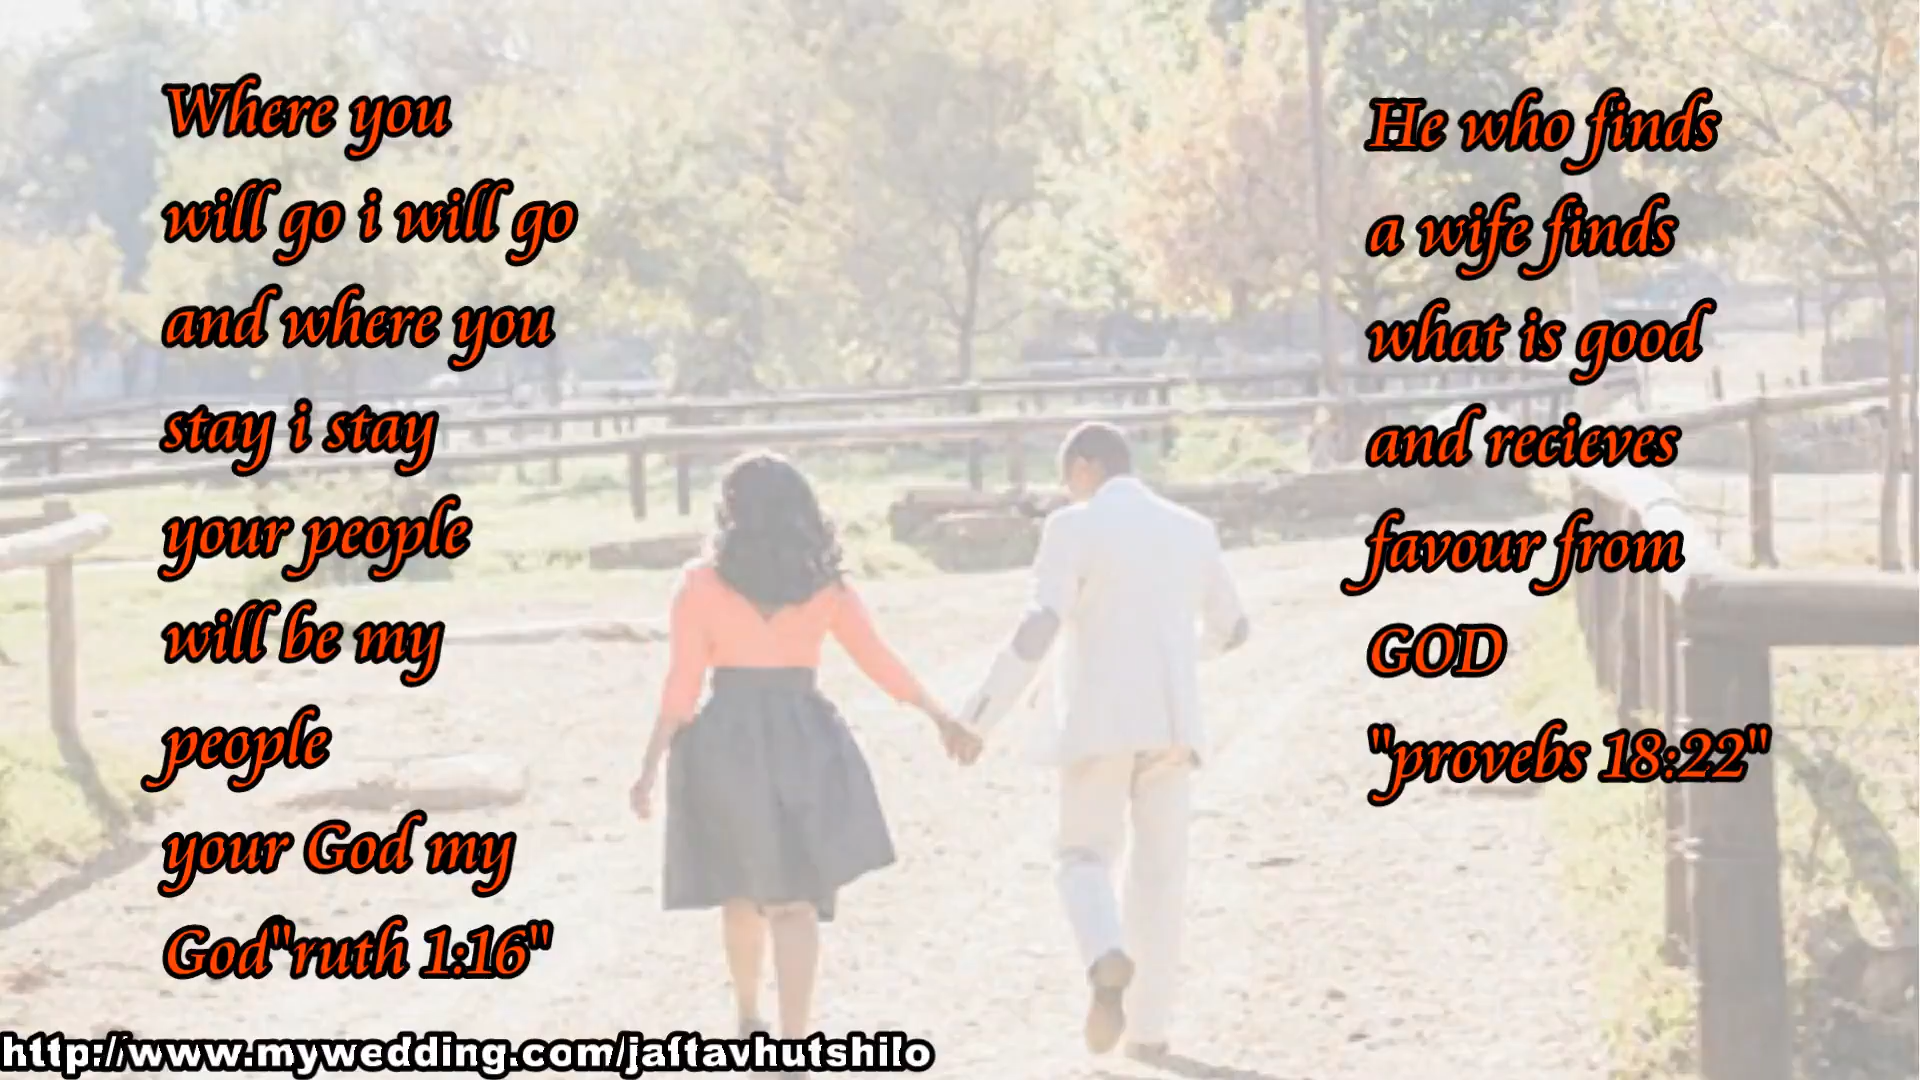 Where you
will go i will go
and where you
stay i stay
your people
will be my
people
your God my
God"ruth 1:16"
He who finds
a wife finds
what is good
and recieves
favour from
GOD
"provebs 18:22"
http://www.mywedding.com/jaftavhutshilo